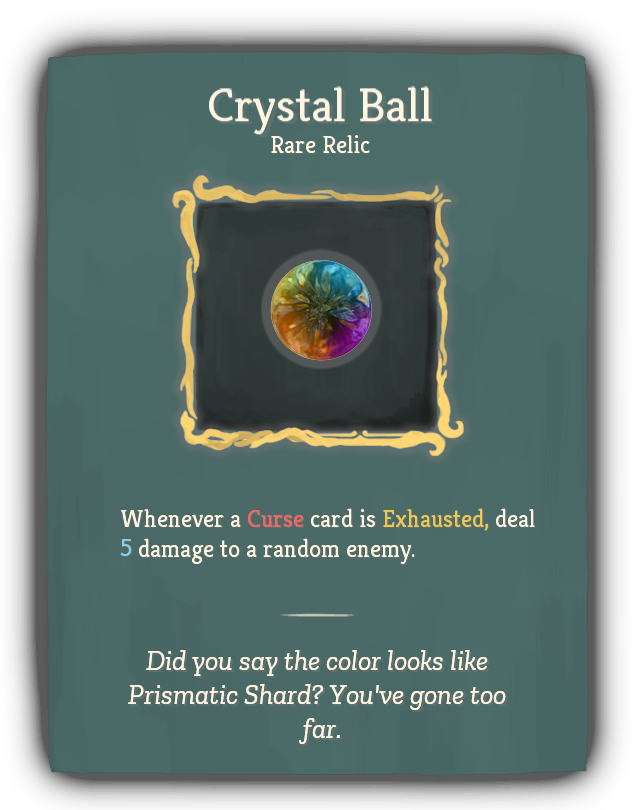 Crystal Ball
Rare Relic
Whenever a Curse card is Exhausted, deal
5 damage to a random enemy.
Did you say the color looks like
Prismatic Shard? You've gone too
far.